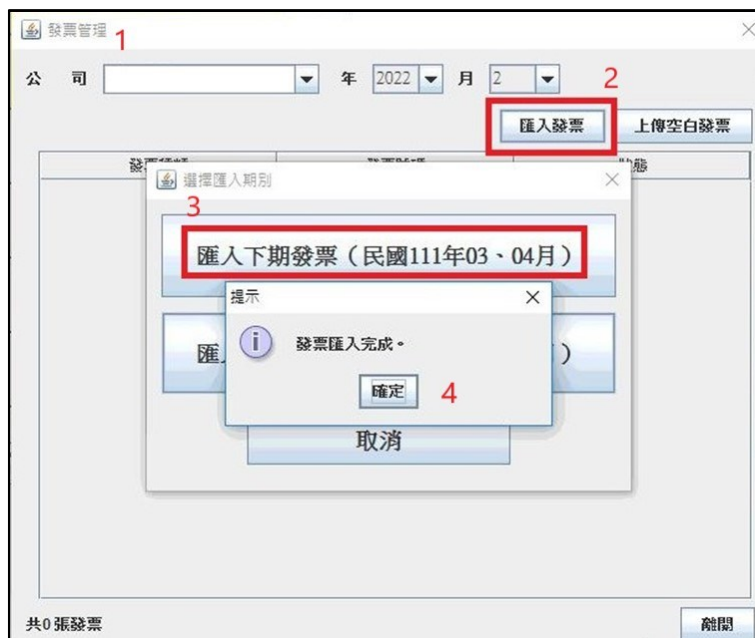 發票管理
1
公 司 年 2022 月 2
2
匯入發票 上傳空白發票
選擇匯入期別
3
匯入下期發票（民國111年03、04月）
提示
匯
）
i 發票匯入完成。
確定 4
取消
共0張發票 離開